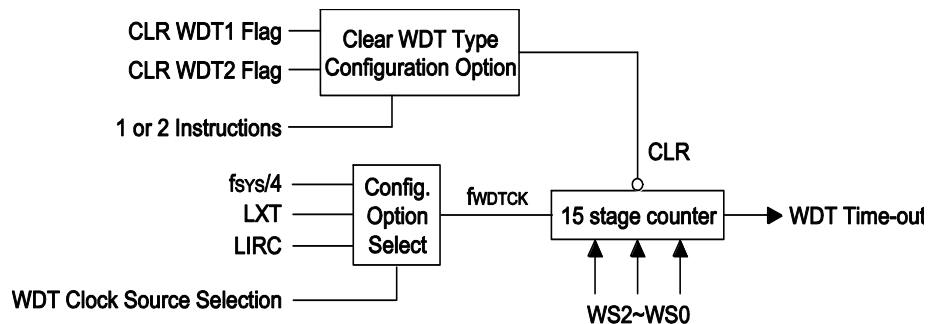 CLR WDT1 Flag
CLR WDT2 Flag
1 or 2 Instructions
Clear WDT Type
Configuration Option
CLR
fSYS/4
LXT
LIRC
WDT Clock Source Selection
Config.
Option
Select
fWDTCK
15 stage counter
WDT Time-out
WS2~WS0